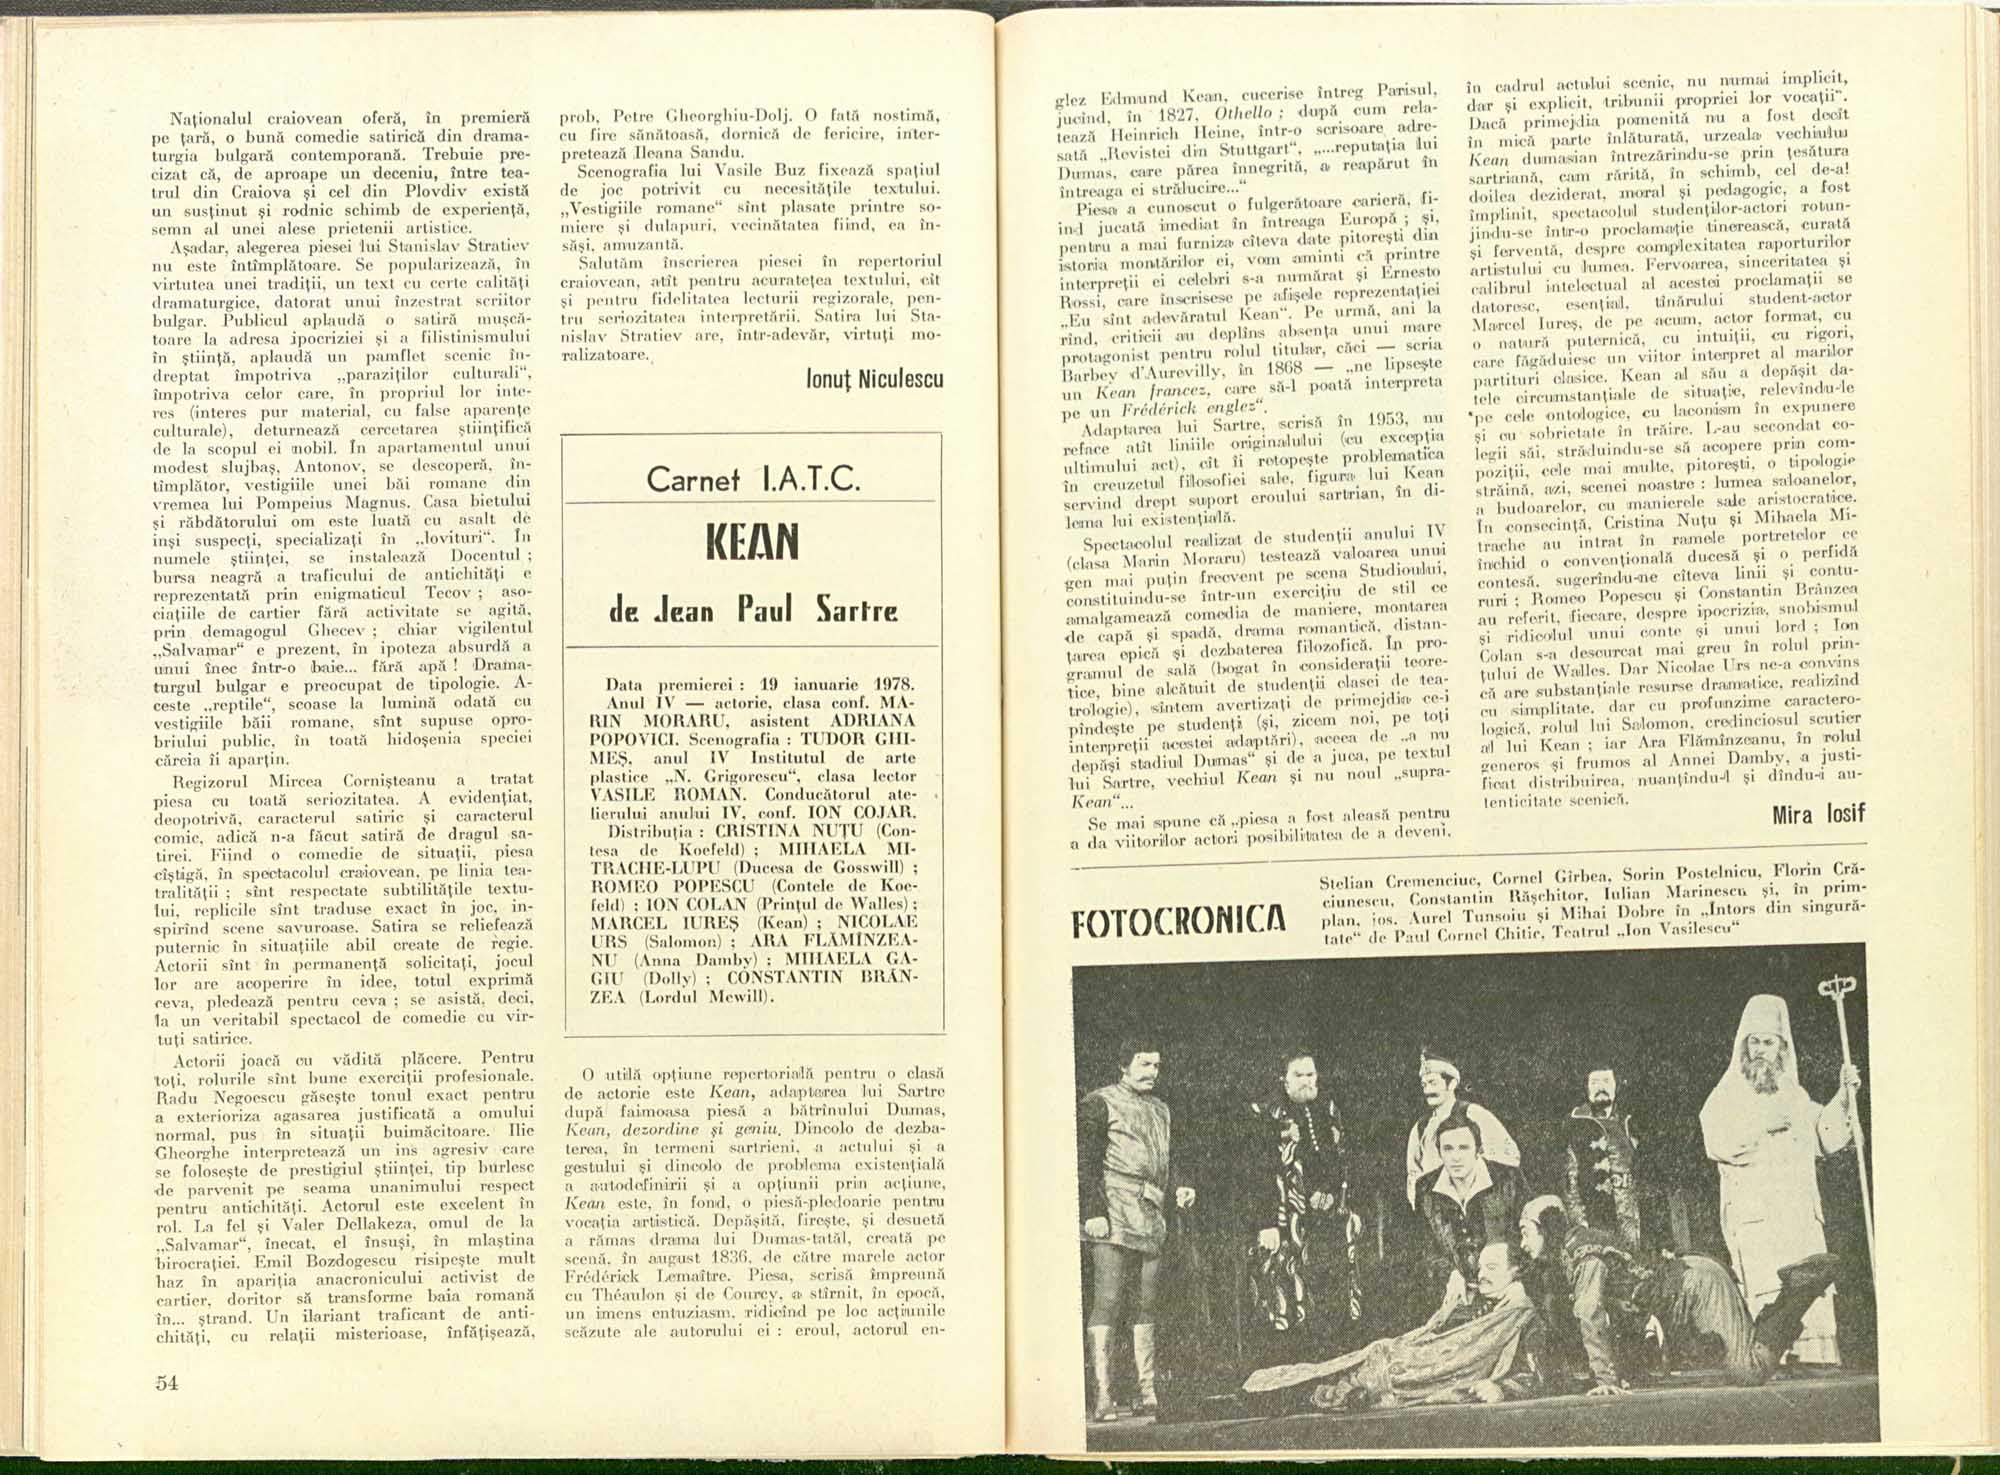 Naționalul craiovean oferă, în premieră
pe țară, o bună comedie satirică din drama-
turgia bulgară contemporană. Trebuie pre-
cizat că, de aproape un deceniu, între tea-
trul din Craiova și cel din Plovdiv există
un susținut și rodnic schimb de experiență,
semn al unei alese prietenii artistice.
Așadar, alegerea piesei lui Stanislav Stratiev
nu este întîmplătoare. Se popularizează, în
virtutea unei tradiții, un text cu certe calități
dramaturgice, datorat unui înzestrat scriitor
bulgar. Publicul aplaudă o satiră mușcă-
toare la adresa ipocriziei și a filistinismului
în știință, aplaudă un pamflet scenic în-
dreptat împotriva „paraziților culturali“,
împotriva celor care, în propriul lor inte-
res (interes pur material, cu false aparențe
culturale), deturnează cercetarea științifică
de la scopul ei nobil. În apartamentul unui
modest slujbaș, Antonov, se descoperă, în-
tîmplător, vestigiile unei băi romane din
vremea lui Pompeius Magnus. Casa bietului
și răbdătorului om este luată cu asalt de
inși suspecți, specializați în „lovituri“. În
numele științei, se instalează Docentul ;
bursa neagră a traficului de antichități e
reprezentată prin enigmaticul Tecov ; aso-
ciațiile de cartier fără activitate se agită,
prin demagogul Ghecev ; chiar vigilentul
„Salvamar“ e prezent, în ipoteza absurdă a
unui înec într-o baie... fără apă ! Drama-
turgul bulgar e preocupat de tipologie. A-
ceste „reptile“, scoase la lumină odată cu
vestigiile băii romane, sînt supuse opro-
briului public, în toată hidoșenia speciei
căreia îi aparțin.
Regizorul Mircea Cornișteanu a tratat
piesa cu toată seriozitatea. A evidențiat,
deopotrivă, caracterul satiric și caracterul
comic, adică n-a făcut satiră de dragul sa-
tirei. Fiind o comedie de situații, piesa
cîștigă, în spectacolul craiovean, pe linia tea-
tralității ; sînt respectate subtilitățile textu-
lui, replicile sînt traduse exact în joc, in-
spirînd scene savuroase. Satira se reliefează
puternic în situațiile abil create de regie.
Actorii sînt în permanență solicitați, jocul
lor are acoperire în idee, totul exprimă
ceva, pledează pentru ceva ; se asistă, deci,
la un veritabil spectacol de comedie cu vir-
tuți satirice.
Actorii joacă cu vădită plăcere. Pentru
toți, rolurile sînt bune exerciții profesionale.
Radu Negoescu găsește tonul exact pentru
a exterioriza agasarea justificată a omului
normal, pus în situații buimăcitoare. Ilie
Gheorghe interpretează un ins agresiv care
se folosește de prestigiul științei, tip burlesc
de parvenit pe seama unanimului respect
pentru antichități. Actorul este excelent în
rol. La fel și Valer Dellakeza, omul de la
„Salvamar“, înecat, el însuși, în mlaștina
birocrației. Emil Bozdogescu risipește mult
haz în apariția anacronicului activist de
cartier, doritor să transforme baia romană
în... ștrand. Un ilariant traficant de anti-
chități, cu relații misterioase, înfățișează,
54
prob, Petre Gheorghiu-Dolj. O fată nostimă,
cu fire sănătoasă, dornică de fericire, inter-
pretează Ileana Sandu.
Scenografia lui Vasile Buz fixează spațiul
de joc potrivit cu necesitățile textului.
„Vestigiile romane“ sînt plasate printre so-
miere și dulapuri, vecinătatea fiind, ea în-
săși, amuzantă.
Salutăm înscrierea piesei în repertoriul
craiovean, atît pentru acuratețea textului, cît
și pentru fidelitatea lecturii regizorale, pen-
tru seriozitatea interpretării. Satira lui Sta-
nislav Stratiev are, într-adevăr, virtuți mo-
ralizatoare.
Ionuț Niculescu
Carnet I.A.T.C.
KEAN
de Jean Paul Sartre
Data premierei : 19 ianuarie 1978.
Anul IV — actorie, clasa conf. MA-
RIN MORARU, asistent ADRIANA
POPOVICI. Scenografia : TUDOR GHI-
MEȘ, anul IV Institutul de arte
plastice „N. Grigorescu“, clasa lector
VASILE ROMAN. Conducătorul ate-
lierului anului IV, conf. ION COJAR.
Distribuția : CRISTINA NUȚU (Con-
tesa de Koefeld) ; MIHAELA MI-
TRACHE-LUPU (Ducesa de Gosswill) ;
ROMEO POPESCU (Contele de Koe-
feld) ; ION COLAN (Prințul de Walles) ;
MARCEL IUREȘ (Kean) ; NICOLAE
URS (Salomon) ; ARA FLĂMÎNZEA-
NU (Anna Damby) ; MIHAELA GA-
GIU (Dolly) ; CONSTANTIN BRÂN-
ZEA (Lordul Mewill).
O utilă opțiune repertorială pentru o clasă
de actorie este Kean, adaptarea lui Sartre
după faimoasa piesă a bătrînului Dumas,
Kean, dezordine și geniu. Dincolo de dezba-
terea, în termeni sartrieni, a actului și a
gestului și dincolo de problema existențială
a autodefinirii și a opțiunii prin acțiune,
Kean este, în fond, o piesă-pledoarie pentru
vocația artistică. Depășită, firește, și desuetă
a rămas drama lui Dumas-tatăl, creată pe
scenă, în august 1836, de către marele actor
Frédérick Lemaître. Piesa, scrisă împreună
cu Théaulon și de Courcy, a stîrnit, în epocă,
un imens entuziasm, ridicînd pe loc acțiunile
scăzute ale autorului ei : eroul, actorul en-
glez Edmund Kean, cucerise întreg Parisul,
jucînd, în 1827, Othello ; după cum rela-
tează Heinrich Heine, într-o scrisoare adre-
sată „Revistei din Stuttgart“, „...reputația lui
Dumas, care părea înnegrită, a reapărut în
întreaga ei strălucire...“
Piesa a cunoscut o fulgerătoare carieră, fi-
ind jucată imediat în întreaga Europă ; și,
pentru a mai furniza cîteva date pitorești din
istoria montărilor ei, vom aminti că printre
interpreții ei celebri s-a numărat și Ernesto
Rossi, care înscrisese pe afișele reprezentației
„Eu sînt adevăratul Kean“. Pe urmă, ani la
rînd, criticii au deplîns absența unui mare
protagonist pentru rolul titular, căci — scria
Barbey d'Aurevilly, în 1868 — „ne lipsește
un Kean francez, care să-l poată interpreta
pe un Frédérick englez“.
Adaptarea lui Sartre, scrisă în 1953, nu
reface atît liniile originalului (cu excepția
ultimului act), cît îi retopește problematica
în creuzetul filosofiei sale, figura lui Kean
servind drept suport eroului sartrian, în di-
lema lui existențială.
Spectacolul realizat de studenții anului IV
(clasa Marin Moraru) testează valoarea unui
gen mai puțin frecvent pe scena Studioului,
constituindu-se într-un exercițiu de stil ce
amalgamează comedia de maniere, montarea
de capă și spadă, drama romantică, distan-
țarea epică și dezbaterea filozofică. În pro-
gramul de sală (bogat în considerații teore-
tice, bine alcătuit de studenții clasei de tea-
trologie), sîntem avertizați de primejdia ce-i
pîndește pe studenți (și, zicem noi, pe toți
interpreții acestei adaptări), aceea de „a nu
depăși stadiul Dumas“ și de a juca, pe textul
lui Sartre, vechiul Kean și nu noul „supra-
Kean“...
Se mai spune că „piesa a fost aleasă pentru
a da viitorilor actori posibilitatea de a deveni,
în cadrul actului scenic, nu numai implicit,
dar și explicit, tribunii propriei lor vocații“.
Dacă primejdia pomenită nu a fost decît
în mică parte înlăturată, urzeala vechiului
Kean dumasian întrezărindu-se prin țesătura
sartriană, cam rărită, în schimb, cel de-al
doilea deziderat, moral și pedagogic, a fost
împlinit, spectacolul studenților-actori rotun-
jindu-se într-o proclamație tinerească, curată
și ferventă, despre complexitatea raporturilor
artistului cu lumea. Fervoarea, sinceritatea și
calibrul intelectual al acestei proclamații se
datoresc, esențial, tînărului student-actor
Marcel Iureș, de pe acum, actor format, cu
o natură puternică, cu intuiții, cu rigori,
care făgăduiesc un viitor interpret al marilor
partituri clasice. Kean al său a depășit da-
tele circumstanțiale de situație, relevîndu-le
pe cele ontologice, cu laconism în expunere
și cu sobrietate în trăire. L-au secondat co-
legii săi, străduindu-se să acopere prin com-
poziții, cele mai multe, pitorești, o tipologie
străină, azi, scenei noastre : lumea saloanelor,
a budoarelor, cu manierele sale aristocratice.
În consecință, Cristina Nuțu și Mihaela Mi-
trache au intrat în ramele portretelor ce
închid o convențională ducesă și o perfidă
contesă, sugerîndu-ne cîteva linii și contu-
ruri ; Romeo Popescu și Constantin Brânzea
au referit, fiecare, despre ipocrizia, snobismul
și ridicolul unui conte și unui lord ; Ion
Colan s-a descurcat mai greu în rolul prin-
țului de Walles. Dar Nicolae Urs ne-a convins
că are substanțiale resurse dramatice, realizînd
cu simplitate, dar cu profunzime caractero-
logică, rolul lui Salomon, credinciosul scutier
al lui Kean ; iar Ara Flămînzeanu, în rolul
generos și frumos al Annei Damby, a justi-
ficat distribuirea, nuanțîndu-l și dîndu-i au-
tenticitate scenică.
Mira Iosif
FOTOCRONICA
Stelian Cremenciuc, Cornel Gîrbea, Sorin Postelnicu, Florin Cră-
ciunescu, Constantin Rășchitor, Iulian Marinescu și, în prim-
plan, jos, Aurel Tunsoiu și Mihai Dobre în „Intors din singură-
tate“ de Paul Cornel Chitic, Teatrul „Ion Vasilescu“